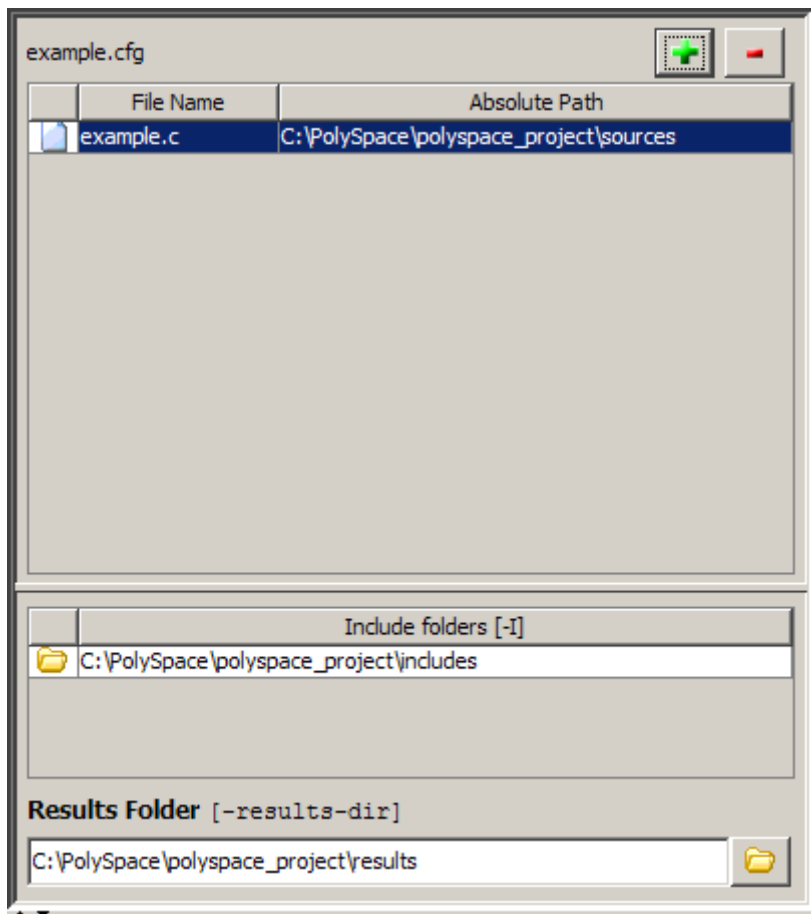 example.cfg
File Name Absolute Path
example.c C:\PolySpace\polyspace_project\sources
Include folders [-I]
C:\PolySpace\polyspace_project\includes
Results Folder [-results-dir]
C:\PolySpace\polyspace_project\results